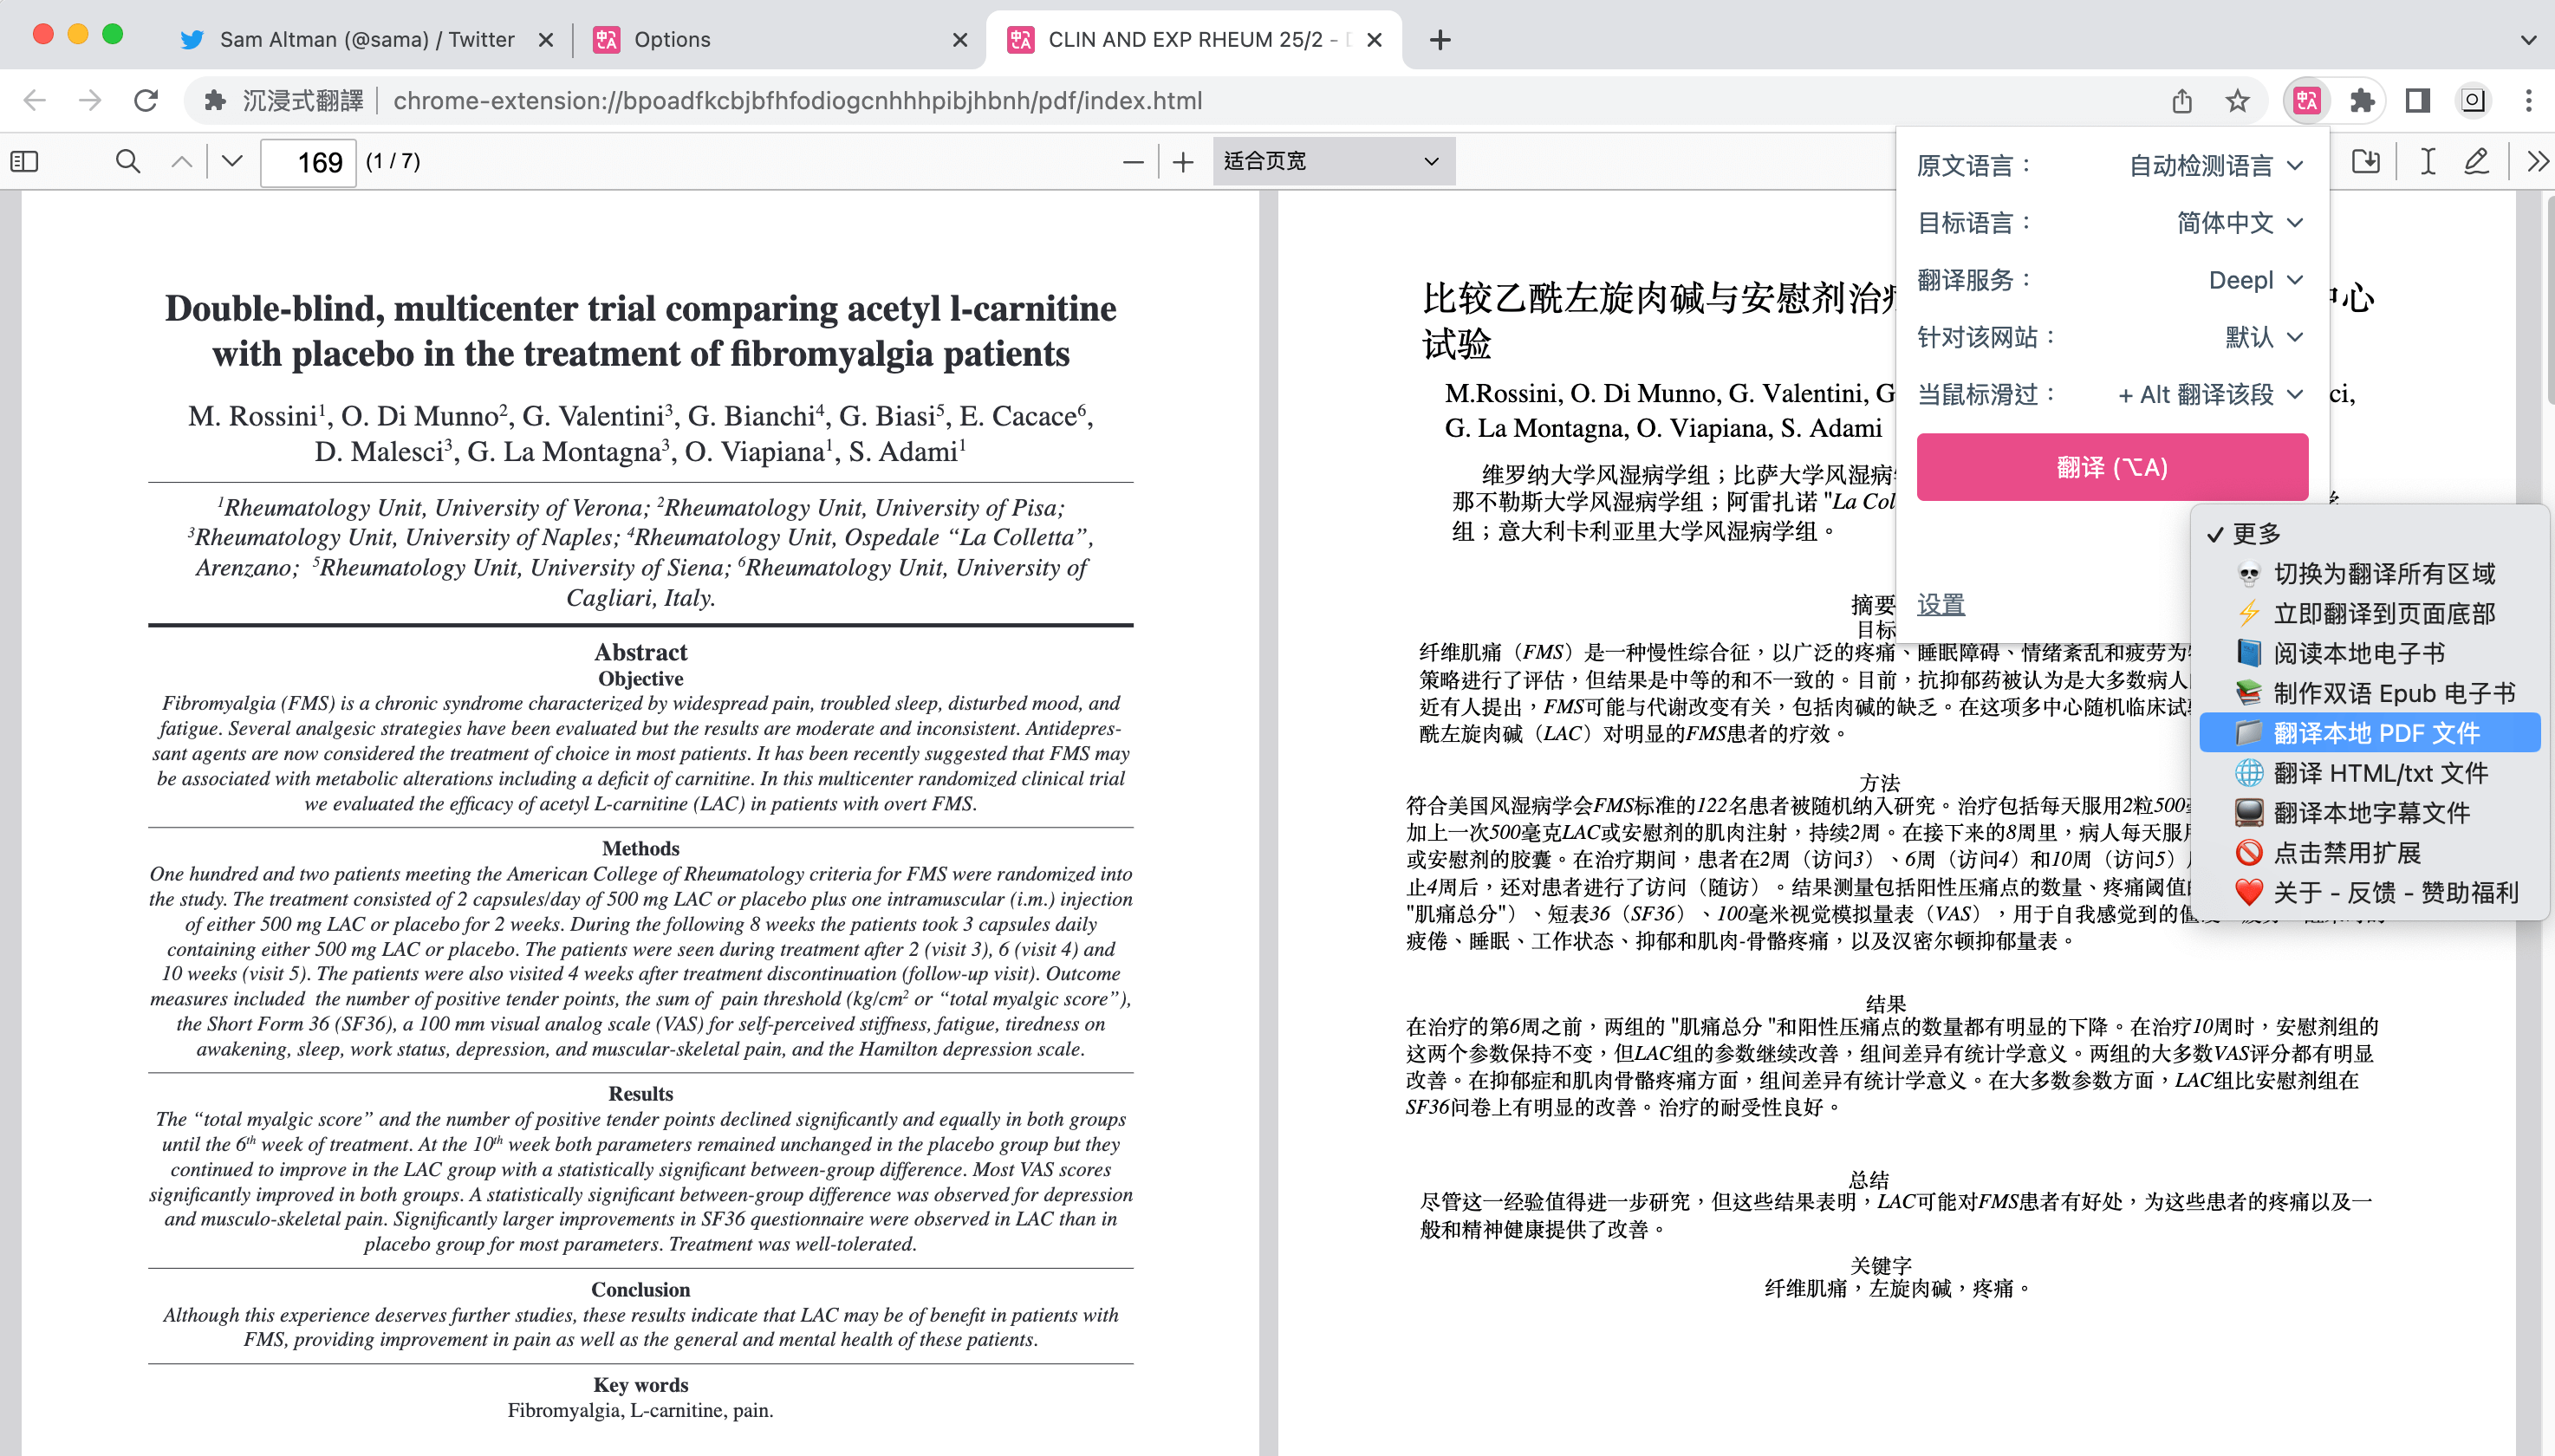 Sam Altman (@sama) / Twitter
Options
CLIN AND EXP RHEUM 25/2 -
沉浸式翻譯
chrome-extension://bpoadfkcbjbfhfodiogcnhhhpibjhbnh/pdf/index.html
169 (1 / 7)
适合页宽
Double-blind, multicenter trial comparing acetyl l-carnitine
with placebo in the treatment of fibromyalgia patients
M. Rossini1, O. Di Munno2, G. Valentini3, G. Bianchi4, G. Biasi5, E. Cacace6,
D. Malesci3, G. La Montagna3, O. Viapiana1, S. Adami1
1Rheumatology Unit, University of Verona; 2Rheumatology Unit, University of Pisa;
3Rheumatology Unit, University of Naples; 4Rheumatology Unit, Ospedale “La Colletta”,
Arenzano; 5Rheumatology Unit, University of Siena; 6Rheumatology Unit, University of
Cagliari, Italy.
Abstract
Objective
Fibromyalgia (FMS) is a chronic syndrome characterized by widespread pain, troubled sleep, disturbed mood, and
fatigue. Several analgesic strategies have been evaluated but the results are moderate and inconsistent. Antidepres-
sant agents are now considered the treatment of choice in most patients. It has been recently suggested that FMS may
be associated with metabolic alterations including a deficit of carnitine. In this multicenter randomized clinical trial
we evaluated the efficacy of acetyl L-carnitine (LAC) in patients with overt FMS.
Methods
One hundred and two patients meeting the American College of Rheumatology criteria for FMS were randomized into
the study. The treatment consisted of 2 capsules/day of 500 mg LAC or placebo plus one intramuscular (i.m.) injection
of either 500 mg LAC or placebo for 2 weeks. During the following 8 weeks the patients took 3 capsules daily
containing either 500 mg LAC or placebo. The patients were seen during treatment after 2 (visit 3), 6 (visit 4) and
10 weeks (visit 5). The patients were also visited 4 weeks after treatment discontinuation (follow-up visit). Outcome
measures included the number of positive tender points, the sum of pain threshold (kg/cm2 or “total myalgic score”),
the Short Form 36 (SF36), a 100 mm visual analog scale (VAS) for self-perceived stiffness, fatigue, tiredness on
awakening, sleep, work status, depression, and muscular-skeletal pain, and the Hamilton depression scale.
Results
The “total myalgic score” and the number of positive tender points declined significantly and equally in both groups
until the 6th week of treatment. At the 10th week both parameters remained unchanged in the placebo group but they
continued to improve in the LAC group with a statistically significant between-group difference. Most VAS scores
significantly improved in both groups. A statistically significant between-group difference was observed for depression
and musculo-skeletal pain. Significantly larger improvements in SF36 questionnaire were observed in LAC than in
placebo group for most parameters. Treatment was well-tolerated.
Conclusion
Although this experience deserves further studies, these results indicate that LAC may be of benefit in patients with
FMS, providing improvement in pain as well as the general and mental health of these patients.
Key words
Fibromyalgia, L-carnitine, pain.
比较乙酰左旋肉碱与安慰剂治 中心
试验
M.Rossini, O. Di Munno, G. Valentini, G ci,
G. La Montagna, O. Viapiana, S. Adami
维罗纳大学风湿病学组；比萨大学风湿病
那不勒斯大学风湿病学组；阿雷扎诺 "La Col
组；意大利卡利亚里大学风湿病学组。
摘要
目标
纤维肌痛（FMS）是一种慢性综合征，以广泛的疼痛、睡眠障碍、情绪紊乱和疲劳为
策略进行了评估，但结果是中等的和不一致的。目前，抗抑郁药被认为是大多数病人
近有人提出，FMS可能与代谢改变有关，包括肉碱的缺乏。在这项多中心随机临床试
酰左旋肉碱（LAC）对明显的FMS患者的疗效。
方法
符合美国风湿病学会FMS标准的122名患者被随机纳入研究。治疗包括每天服用2粒500
加上一次500毫克LAC或安慰剂的肌肉注射，持续2周。在接下来的8周里，病人每天服
或安慰剂的胶囊。在治疗期间，患者在2周（访问3）、6周（访问4）和10周（访问5）
止4周后，还对患者进行了访问（随访）。结果测量包括阳性压痛点的数量、疼痛阈值
"肌痛总分"）、短表36（SF36）、100毫米视觉模拟量表（VAS），用于自我感觉到的
疲倦、睡眠、工作状态、抑郁和肌肉-骨骼疼痛，以及汉密尔顿抑郁量表。
结果
在治疗的第6周之前，两组的 "肌痛总分 "和阳性压痛点的数量都有明显的下降。在治疗10周时，安慰剂组的
这两个参数保持不变，但LAC组的参数继续改善，组间差异有统计学意义。两组的大多数VAS评分都有明显
改善。在抑郁症和肌肉骨骼疼痛方面，组间差异有统计学意义。在大多数参数方面，LAC组比安慰剂组在
SF36问卷上有明显的改善。治疗的耐受性良好。
总结
尽管这一经验值得进一步研究，但这些结果表明，LAC可能对FMS患者有好处，为这些患者的疼痛以及一
般和精神健康提供了改善。
关键字
纤维肌痛，左旋肉碱，疼痛。
原文语言： 自动检测语言
目标语言： 简体中文
翻译服务： Deepl
针对该网站： 默认
当鼠标滑过： + Alt 翻译该段
翻译 (⌥A)
设置
✓ 更多
切换为翻译所有区域
立即翻译到页面底部
阅读本地电子书
制作双语 Epub 电子书
翻译本地 PDF 文件
翻译 HTML/txt 文件
翻译本地字幕文件
点击禁用扩展
关于 - 反馈 - 赞助福利